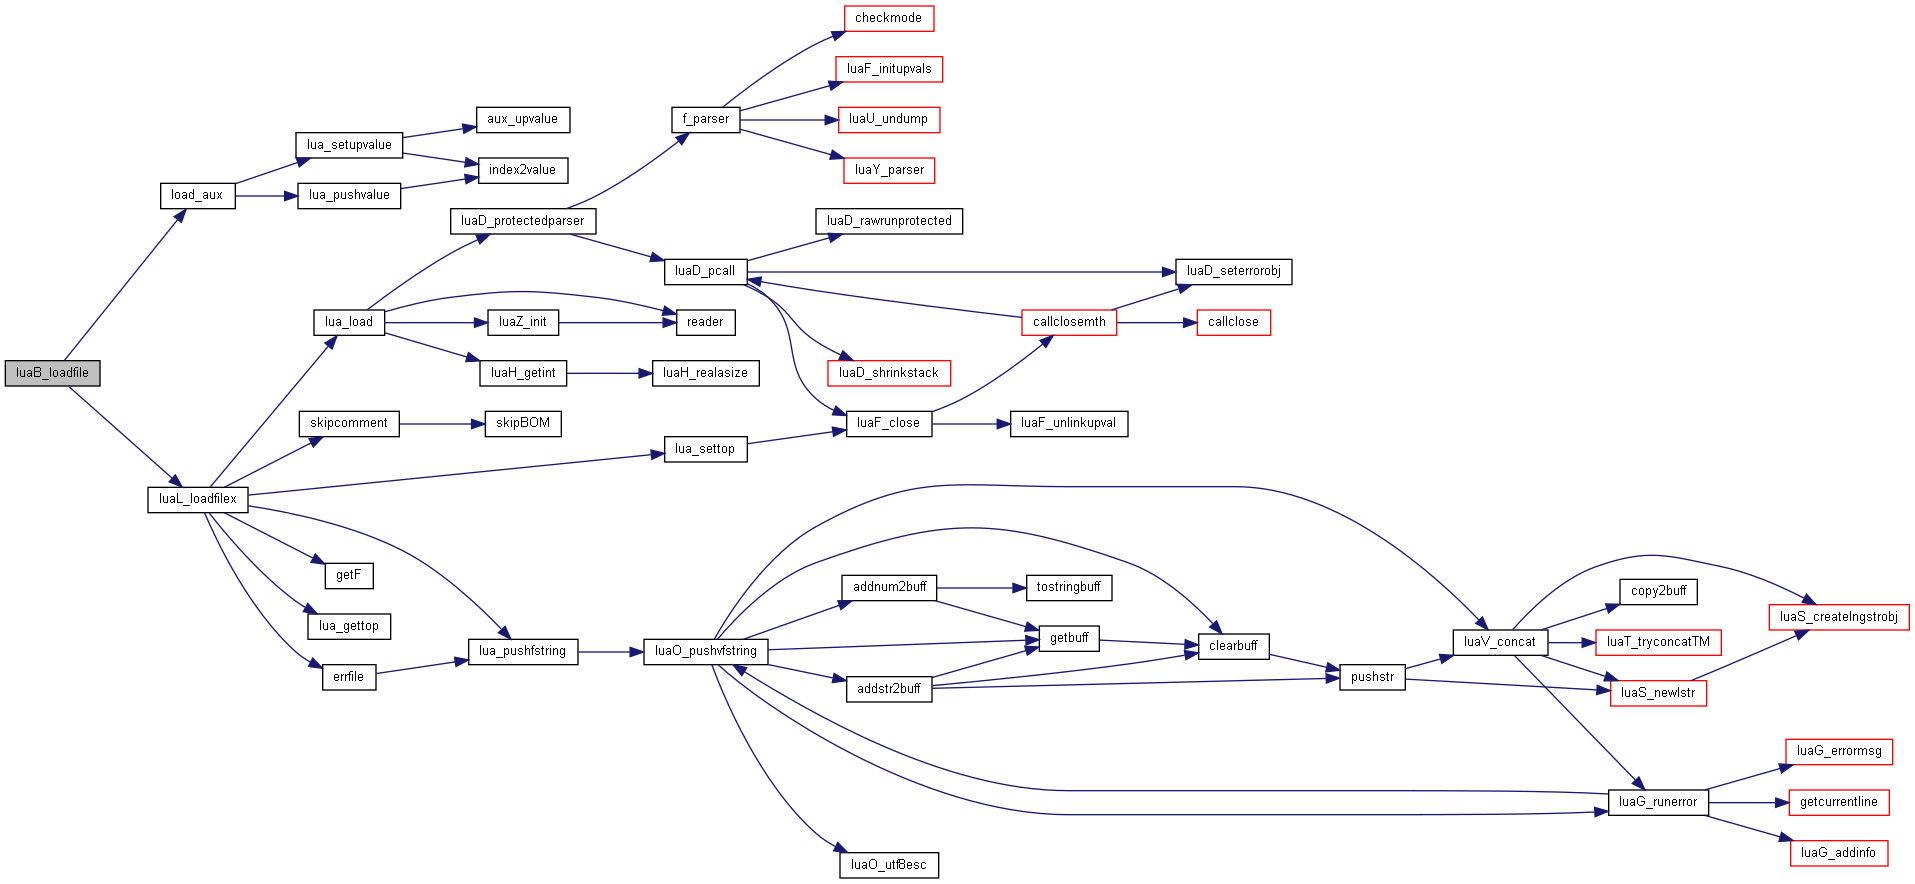 checkmode
luaF_initupvals
aux_upvalue
f_parser
luaU_undump
lua_setupvalue
index2value
luaY_parser
load_aux
lua_pushvalue
luaD_protectedparser
luaD_rawrunprotected
luaD_pcall
luaD_seterrorobj
lua_load
luaZ_init
reader
callclosemth
callclose
luaB_loadfile
luaH_getint
luaH_realasize
luaD_shrinkstack
skipcomment
skipBOM
luaF_close
luaF_unlinkupval
lua_settop
luaL_loadfilex
getF
addnum2buff
tostringbuff
copy2buff
luaS_createlngstrobj
lua_gettop
getbuff
clearbuff
luaV_concat
luaT_tryconcatTM
lua_pushfstring
luaO_pushvfstring
errfile
addstr2buff
pushstr
luaS_newlstr
luaG_errormsg
luaG_runerror
getcurrentline
luaG_addinfo
luaO_utf8esc